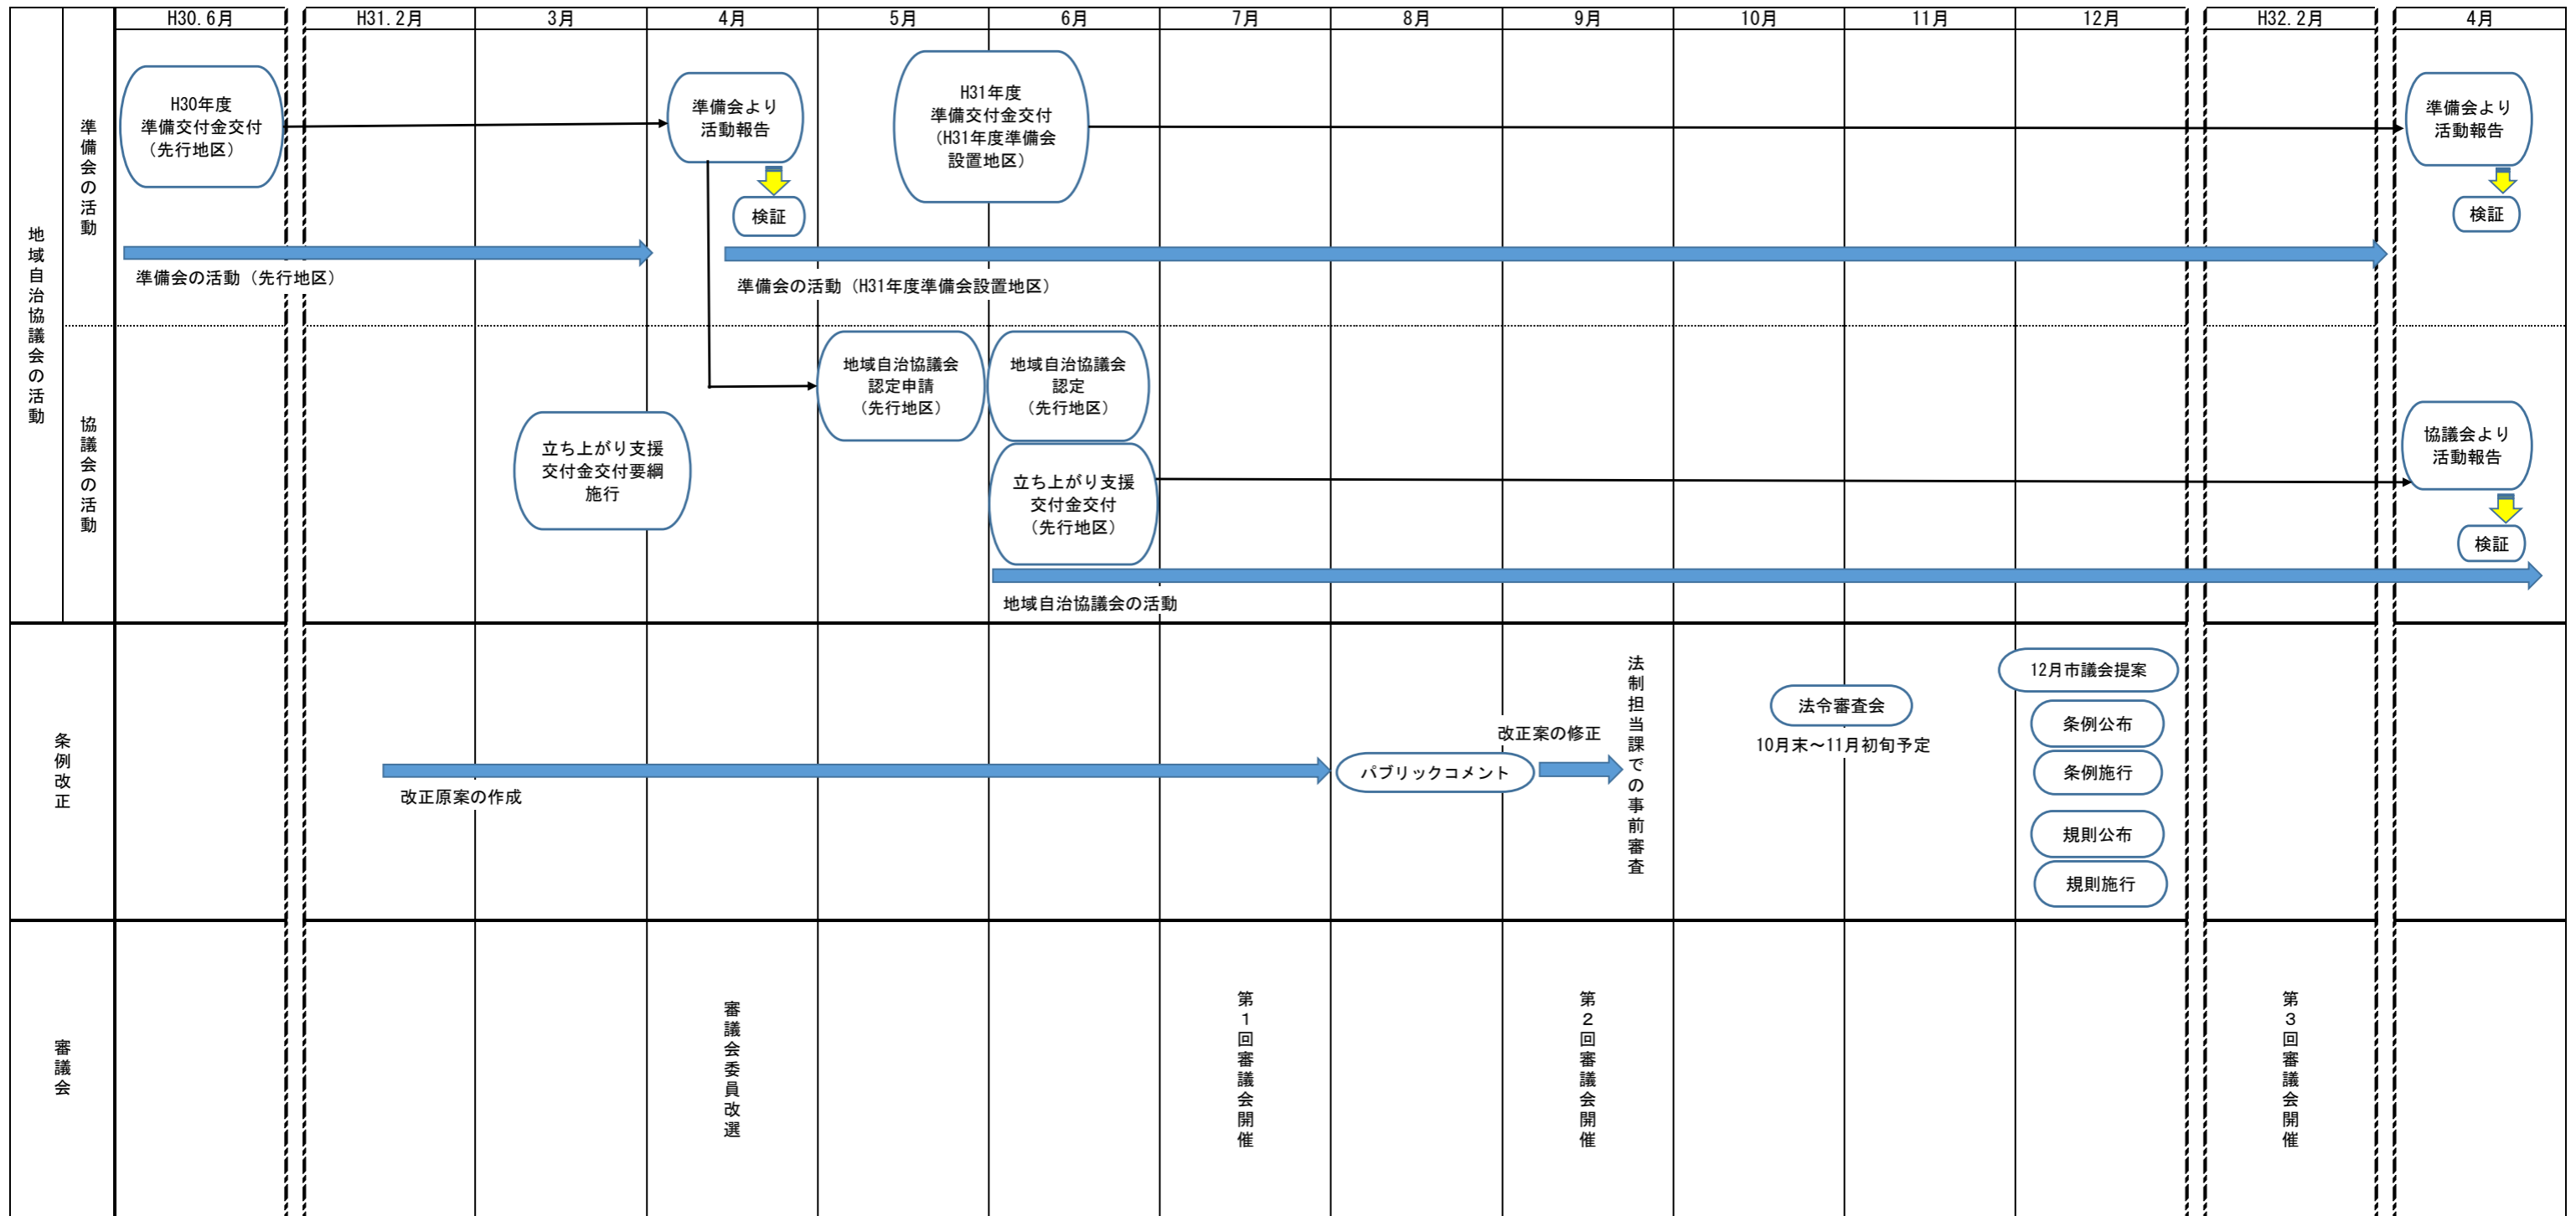 H30.6月
H31.2月
3月
4月
5月
6月
7月
8月
9月
10月
11月
12月
H32.2月
4月
地域自治協議会の活動
準備会の活動
H30年度
準備交付金交付
（先行地区）
準備会より
活動報告
検証
H31年度
準備交付金交付
（H31年度準備会
設置地区）
準備会より
活動報告
検証
準備会の活動（先行地区）
準備会の活動（H31年度準備会設置地区）
協議会の活動
立ち上がり支援
交付金交付要綱
施行
地域自治協議会
認定申請
（先行地区）
地域自治協議会
認定
（先行地区）
立ち上がり支援
交付金交付
（先行地区）
協議会より
活動報告
検証
地域自治協議会の活動
条例改正
改正原案の作成
パブリックコメント
改正案の修正
法制担当課での事前審査
法令審査会
10月末～11月初旬予定
12月市議会提案
条例公布
条例施行
規則公布
規則施行
審議会
審議会委員改選
第１回審議会開催
第２回審議会開催
第３回審議会開催